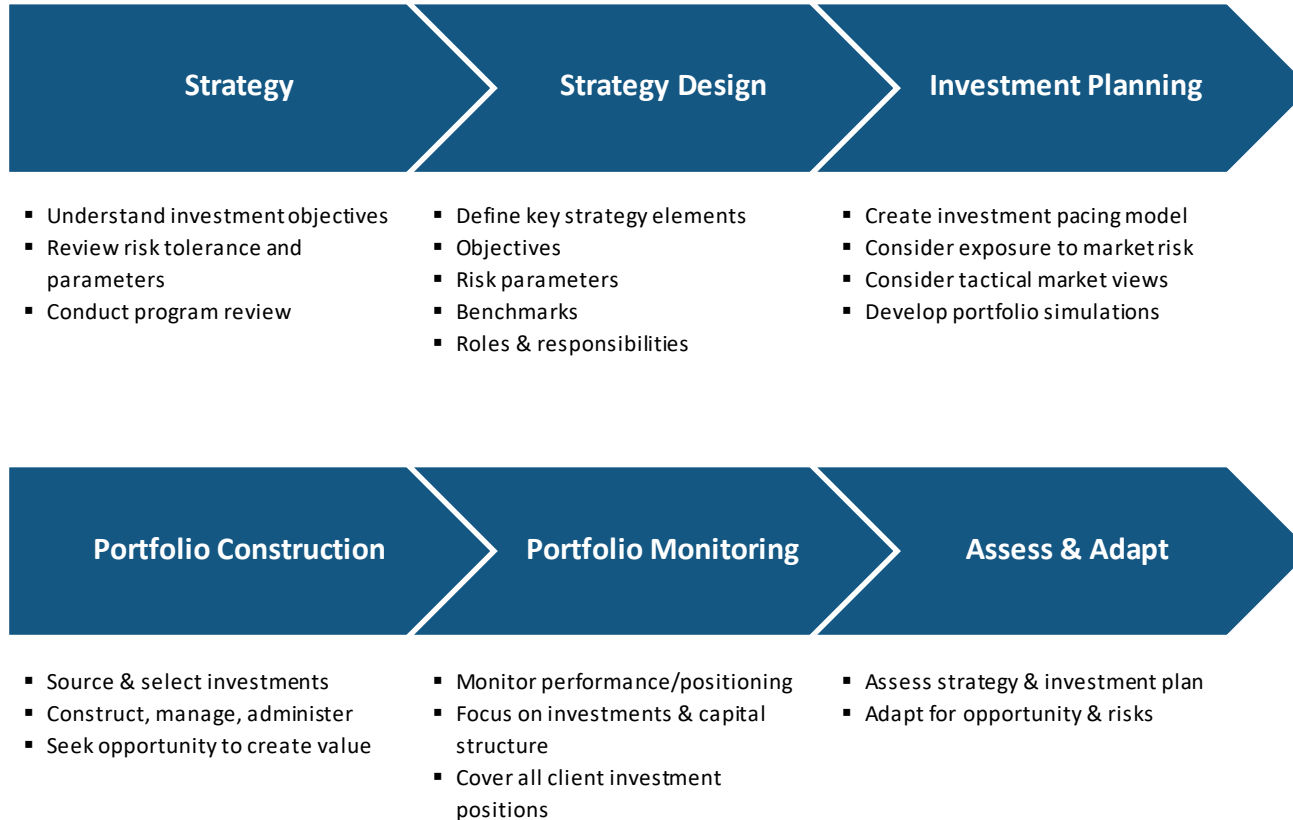 Strategy
Strategy Design
Investment Planning
▪ Understand investment objectives
▪ Review risk tolerance and
parameters
▪ Conduct program review
▪ Define key strategy elements
▪ Objectives
▪ Risk parameters
▪ Benchmarks
▪ Roles & responsibilities
▪ Create investment pacing model
▪ Consider exposure to market risk
▪ Consider tactical market views
▪ Develop portfolio simulations
Portfolio Construction
Portfolio Monitoring
Assess & Adapt
▪ Source & select investments
▪ Construct, manage, administer
▪ Seek opportunity to create value
▪ Monitor performance/positioning
▪ Focus on investments & capital
structure
▪ Cover all client investment
positions
▪ Assess strategy & investment plan
▪ Adapt for opportunity & risks